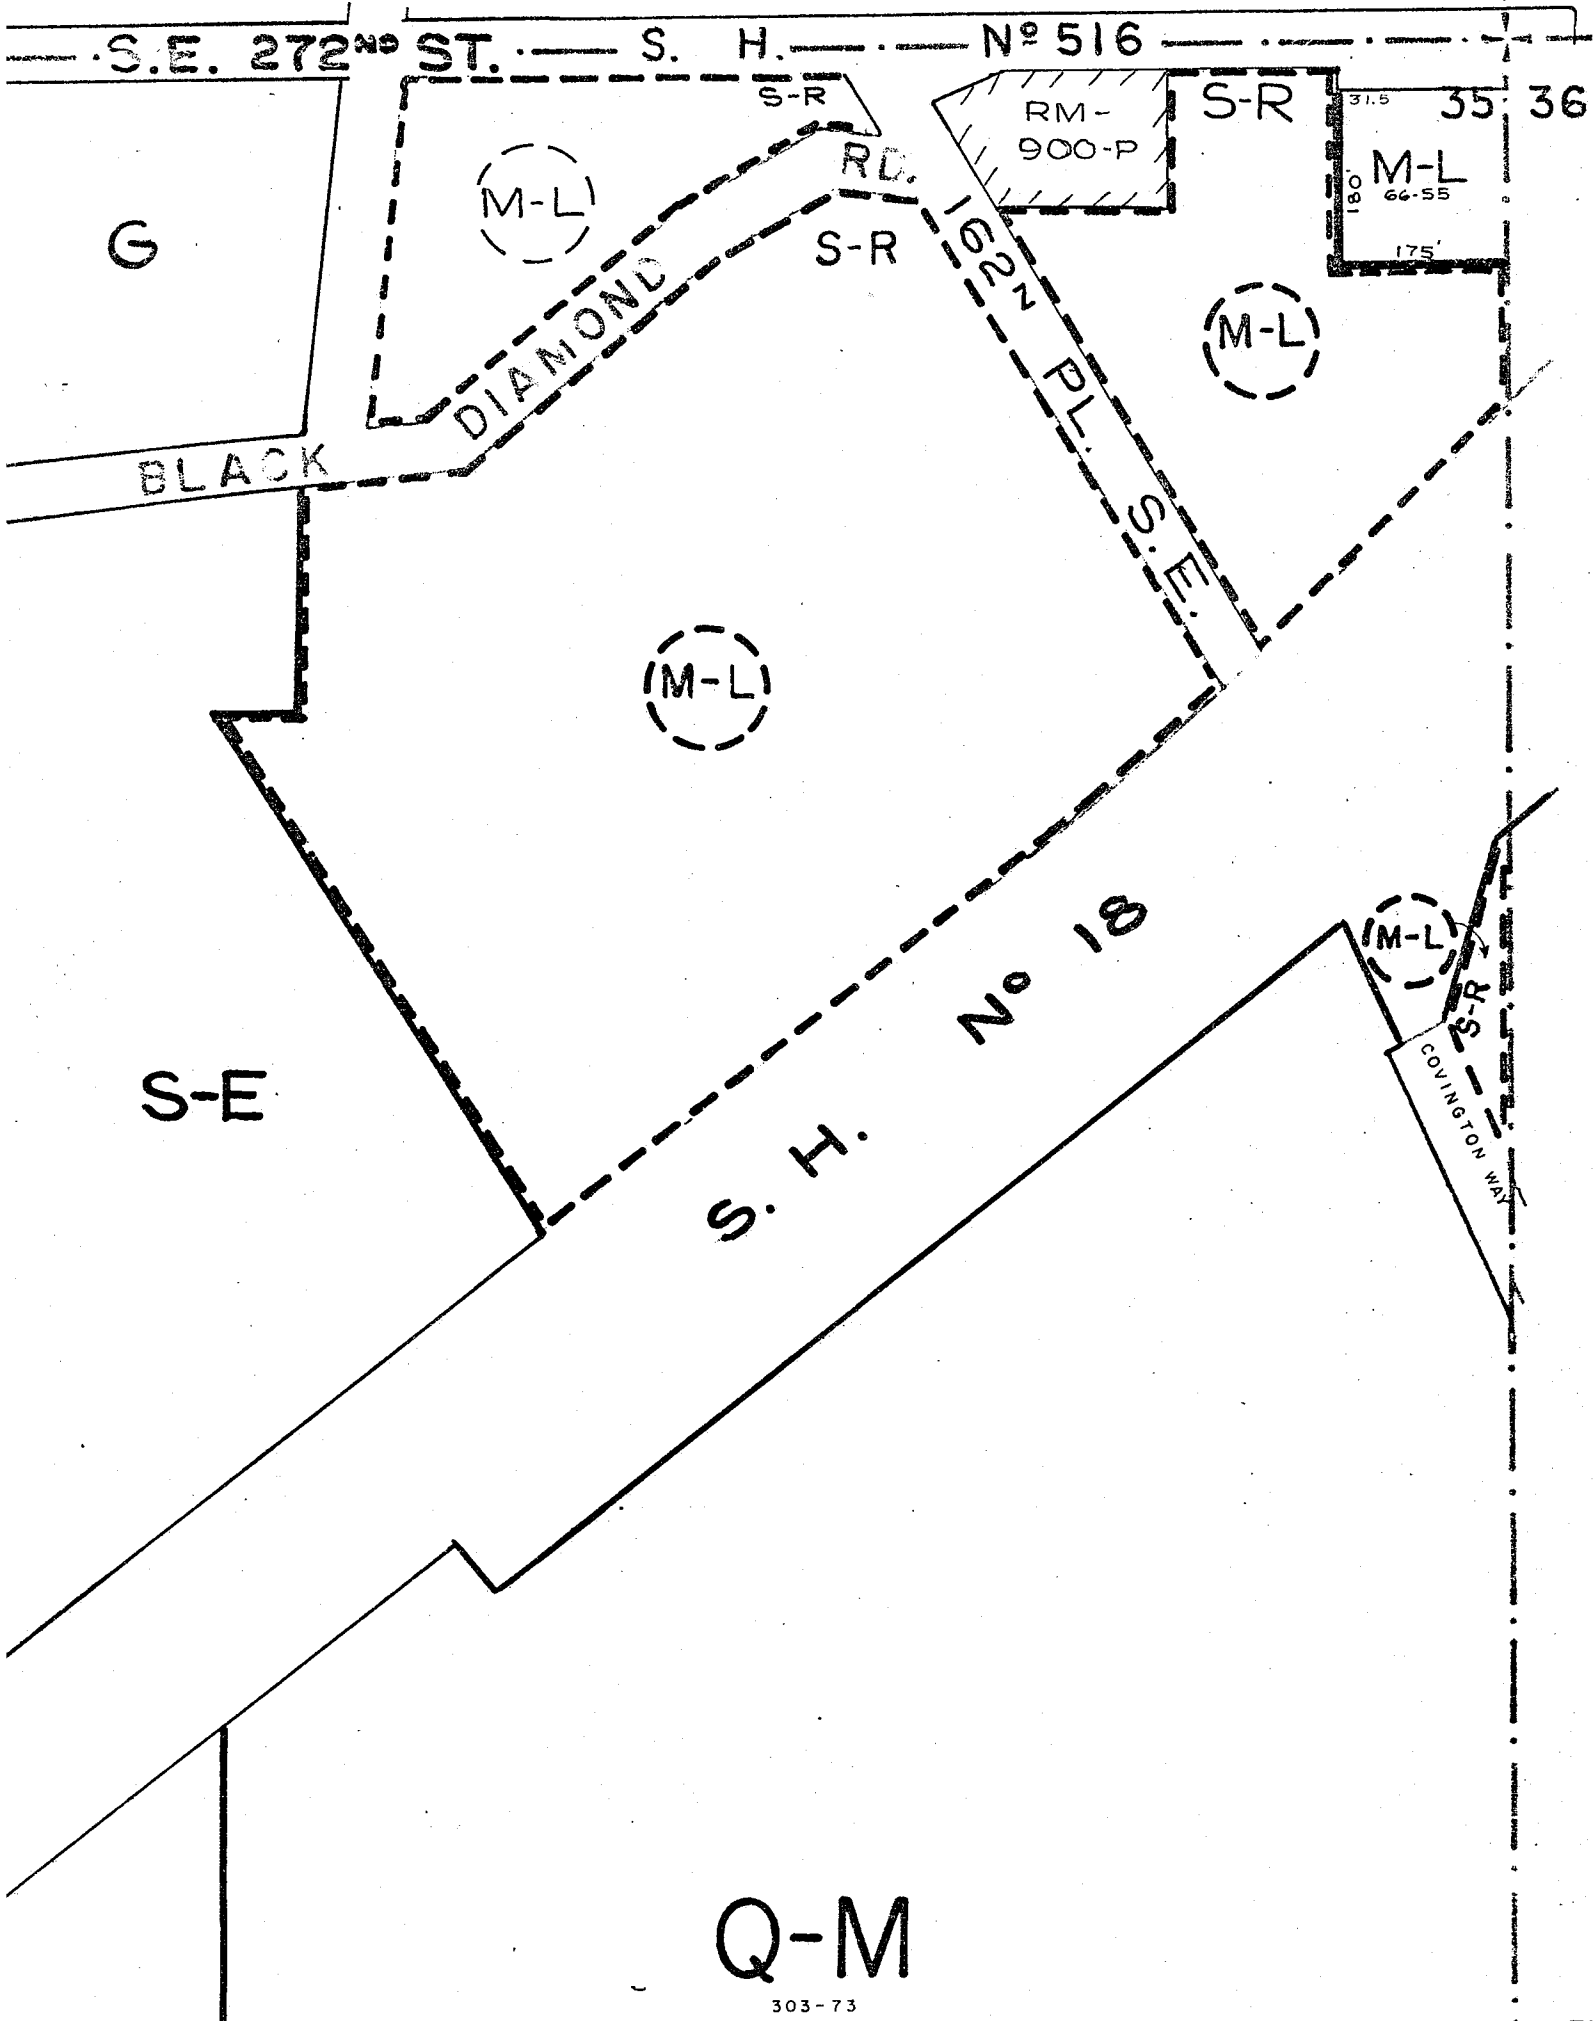 S.E. 272ND ST. S. H. Nº 516
S-R
RM-
900-P
S-R
31.5
35 36
M-L
66-55
180'
175'
G
M-L
RD.
S-R
162N PL. S.E.
M-L
DIAMOND
BLACK
M-L
S. H. Nº 18
M-L
S-R
COVINGTON WAY
S-E
Q-M
303-73